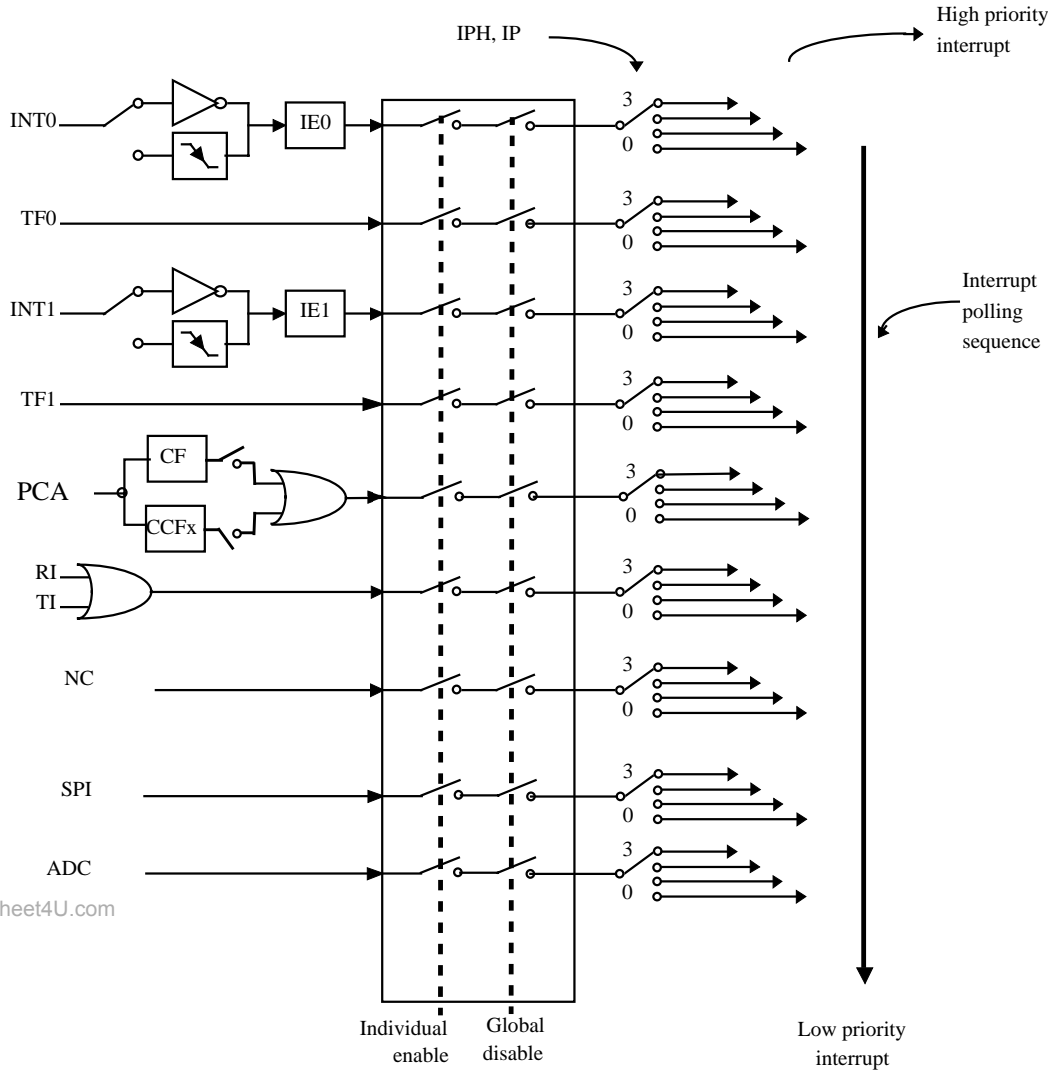 High priority
interrupt
IPH, IP
INT0
IE0
3
0
TF0
3
0
INT1
IE1
3
0
Interrupt
polling
sequence
TF1
3
0
PCA
CF
CCFx
3
0
RI
TI
3
0
NC
3
0
SPI
3
0
ADC
3
0
heet4U.com
Individual
enable
Global
disable
Low priority
interrupt